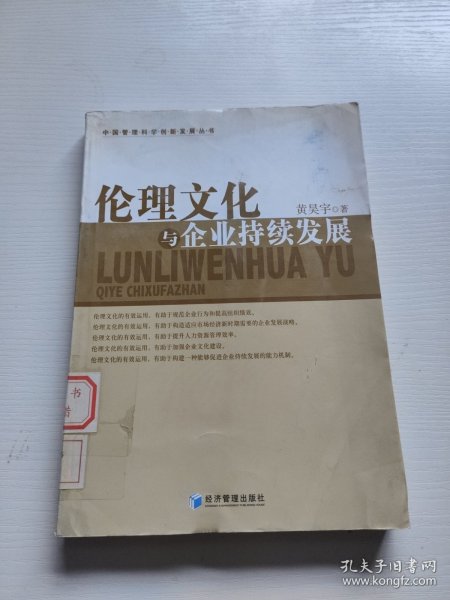 中·国·管·理·科·学·创·新·发·展·丛·书
伦理文化
黄昊宇◎著
与企业持续发展
LUNLIWENHUA YU
QIYE CHIXUFAZHAN
伦理文化的有效运用，有助于规范企业行为和提高组织绩效。
伦理文化的有效运用，有助于构造适应市场经济新时期需要的企业发展战略。
伦理文化的有效运用，有助于提升人力资源管理效率。
伦理文化的有效运用，有助于加强企业文化建设。
伦理文化的有效运用，有助于构建一种能够促进企业持续发展的能力机制。
书
借
经济管理出版社
ECONOMY & MANAGEMENT PUBLISHING HOUSE
孔夫子旧书网
www.kongfz.com